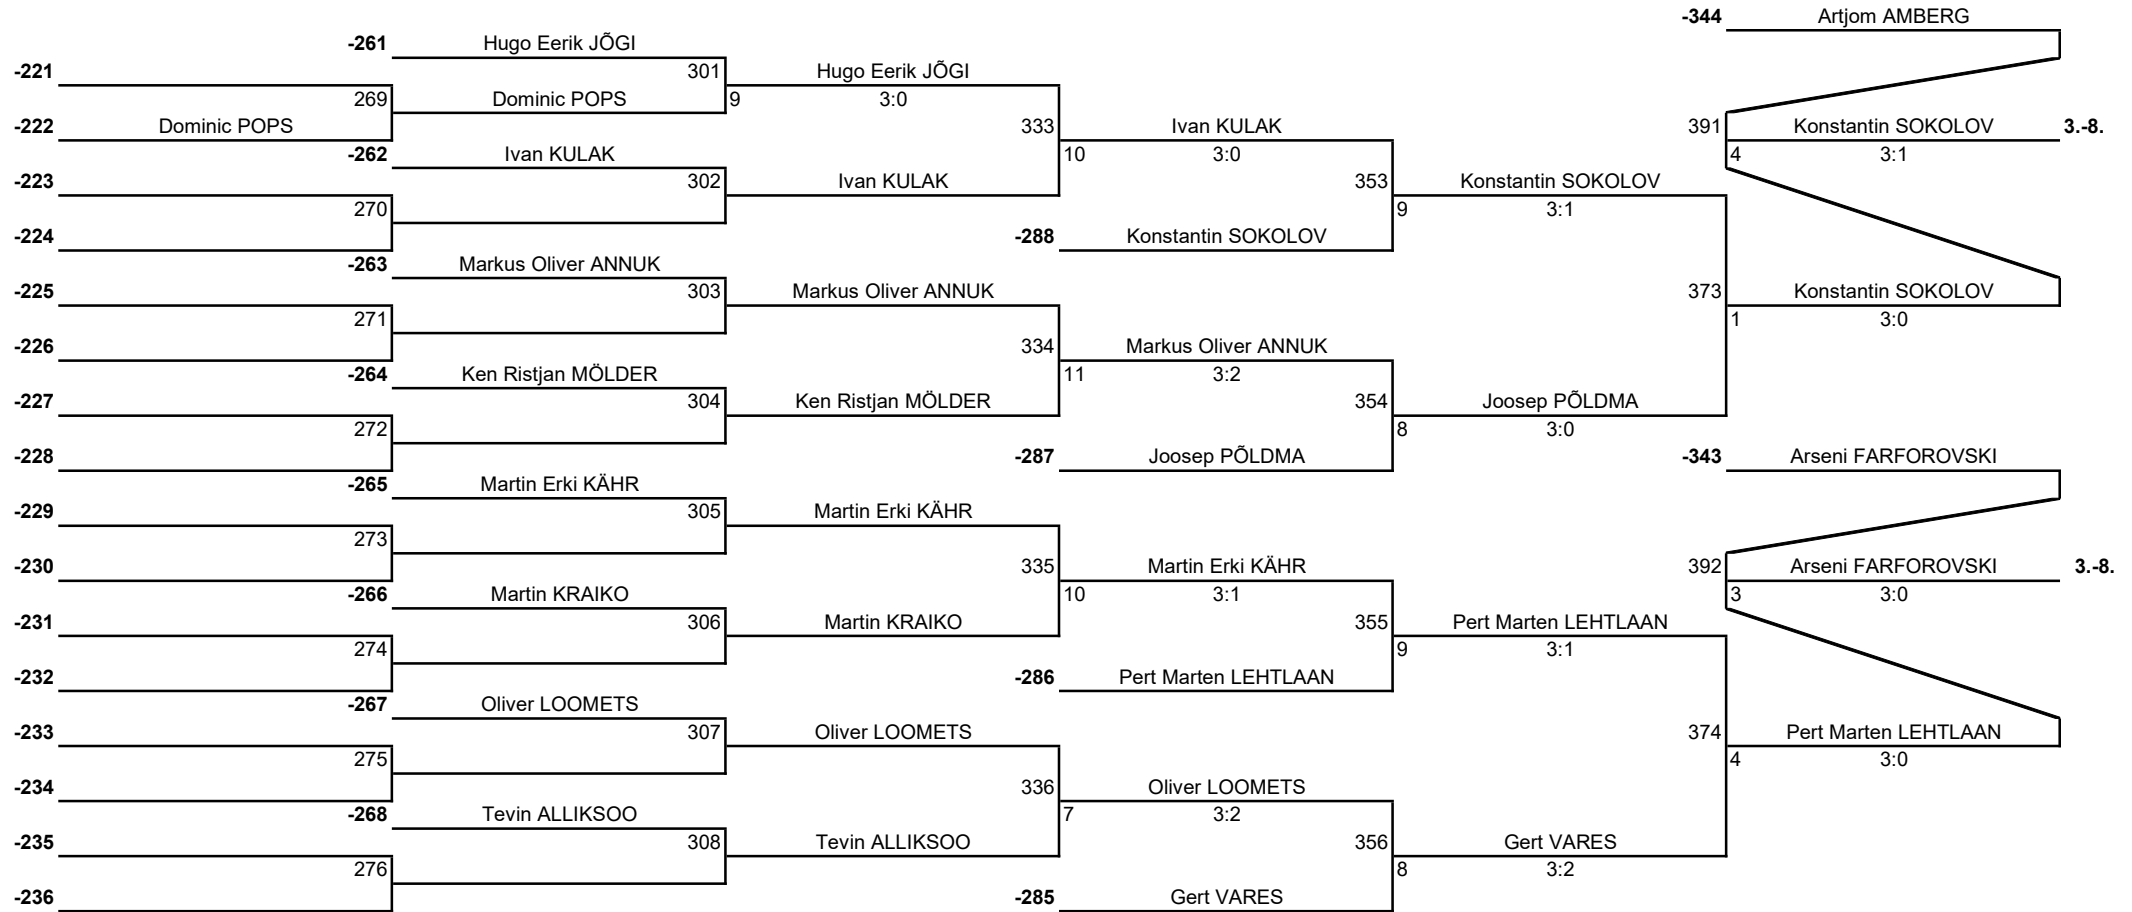 -344 Artjom AMBERG
-261 Hugo Eerik JÕGI
-221 301 Hugo Eerik JÕGI
269 Dominic POPS 9 3:0
-222 Dominic POPS 333 Ivan KULAK 391 Konstantin SOKOLOV 3.-8.
-262 Ivan KULAK 10 3:0 4 3:1
-223 302 Ivan KULAK 353 Konstantin SOKOLOV
270 9 3:1
-224 -288 Konstantin SOKOLOV
-263 Markus Oliver ANNUK
-225 303 Markus Oliver ANNUK 373 Konstantin SOKOLOV
271 1 3:0
-226 334 Markus Oliver ANNUK
-264 Ken Ristjan MÖLDER 11 3:2
-227 304 Ken Ristjan MÖLDER 354 Joosep PÕLDMA
272 8 3:0
-228 -287 Joosep PÕLDMA -343 Arseni FARFOROVSKI
-265 Martin Erki KÄHR
-229 305 Martin Erki KÄHR
273
-230 335 Martin Erki KÄHR 392 Arseni FARFOROVSKI 3.-8.
-266 Martin KRAIKO 10 3:1 3 3:0
-231 306 Martin KRAIKO 355 Pert Marten LEHTLAAN
274 9 3:1
-232 -286 Pert Marten LEHTLAAN
-267 Oliver LOOMETS
-233 307 Oliver LOOMETS 374 Pert Marten LEHTLAAN
275 4 3:0
-234 336 Oliver LOOMETS
-268 Tevin ALLIKSOO 7 3:2
-235 308 Tevin ALLIKSOO 356 Gert VARES
276 8 3:2
-236 -285 Gert VARES